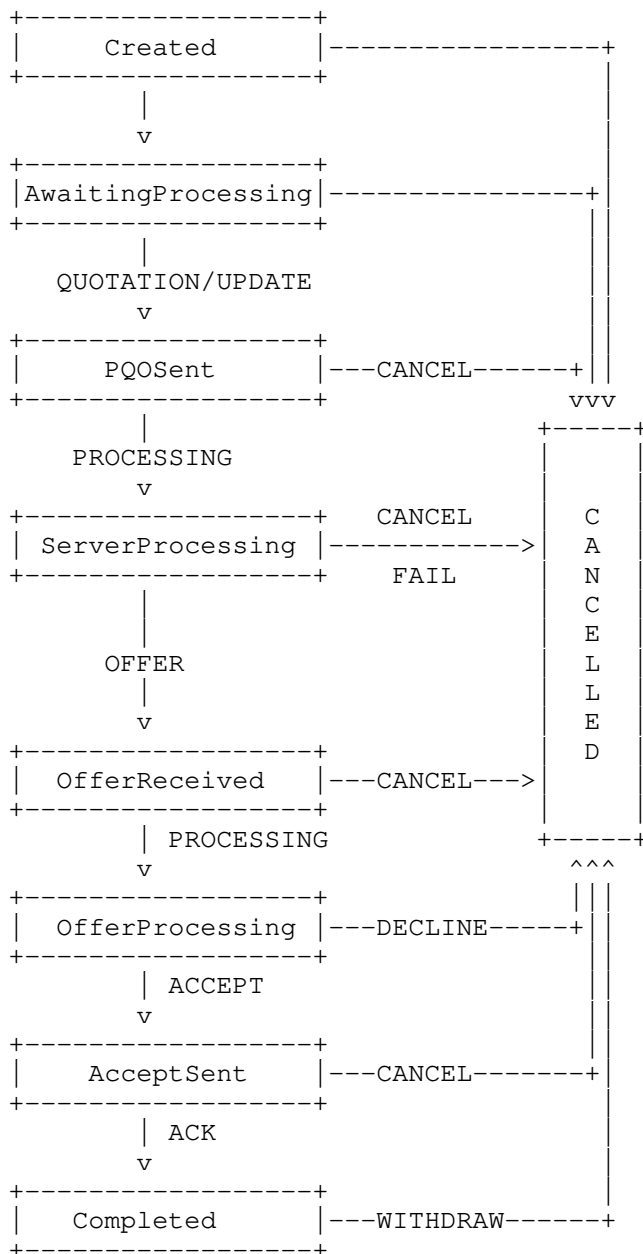 Created
AwaitingProcessing
QUOTATION/UPDATE
PQOSent CANCEL
PROCESSING
CANCEL
ServerProcessing
FAIL
OFFER
OfferReceived CANCEL
PROCESSING
OfferProcessing DECLINE
ACCEPT
AcceptSent CANCEL
ACK
Completed WITHDRAW
C
A
N
C
E
L
L
E
D